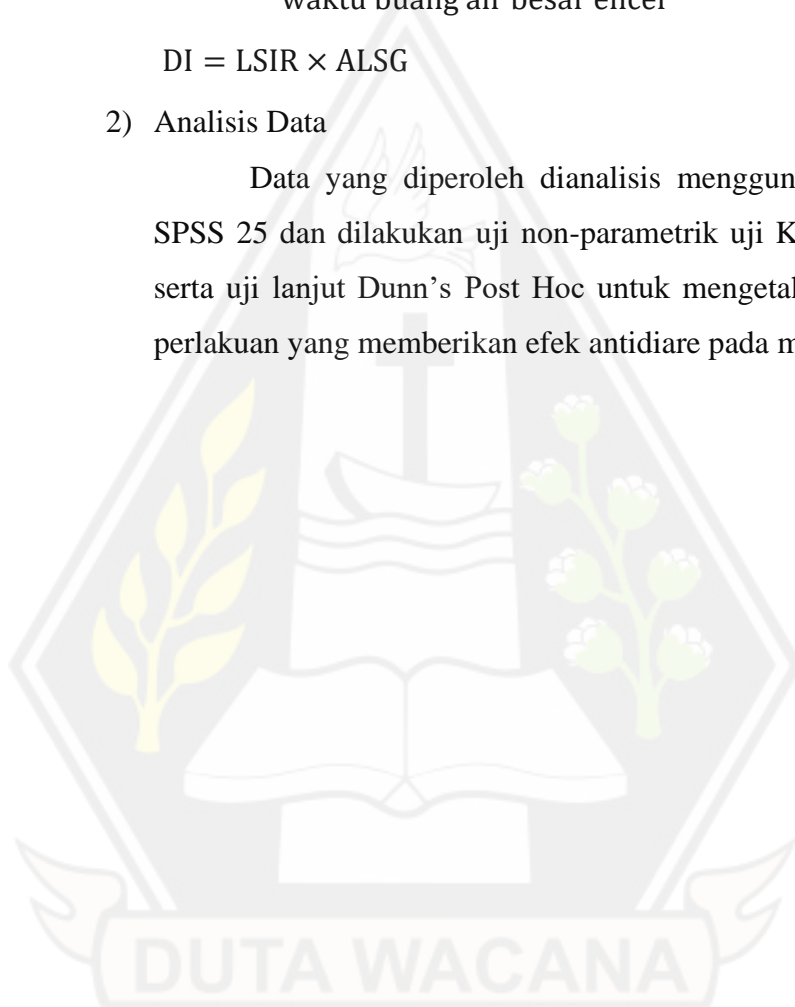 waktu buang air besar encer
DI = LSIR × ALSG
2) Analisis Data
Data yang diperoleh dianalisis
SPSS 25 dan dilakukan uji non-parametrik uji
serta uji lanjut Dunn’s Post Hoc untuk
perlakuan yang memberikan efek antidiare pada
DUTA WACANA